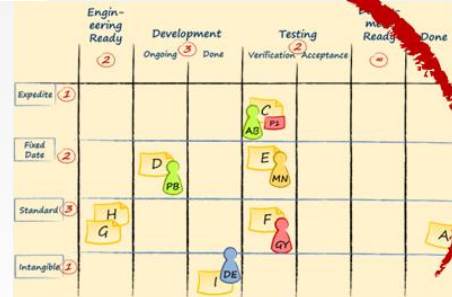 Engin-
eering
Ready
2
Development
Ongoing 3 Done
Testing
2
Verification Acceptance
Ready
∞
Done
Expedite 1
C
P1
AB
Fixed
Date 2
D
PB
E
MN
Standard 3
H
G
F
GY
A
Intangible 1
I
DE